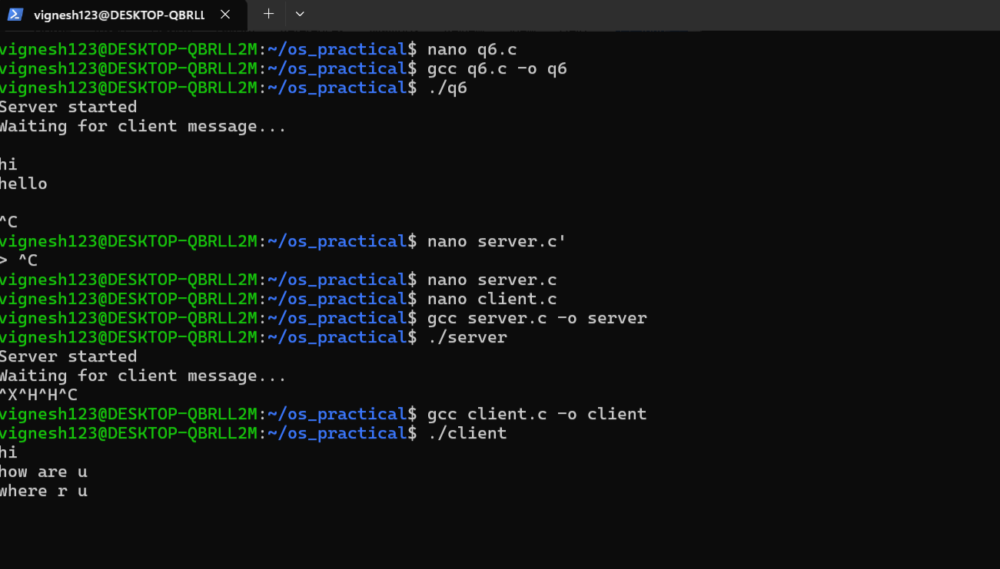 vignesh123@DESKTOP-QBRLL
vignesh123@DESKTOP-QBRLL2M:~/os_practical$ nano q6.c
vignesh123@DESKTOP-QBRLL2M:~/os_practical$ gcc q6.c -o q6
vignesh123@DESKTOP-QBRLL2M:~/os_practical$ ./q6
Server started
Waiting for client message...
hi
hello
^C
vignesh123@DESKTOP-QBRLL2M:~/os_practical$ nano server.c'
> ^C
vignesh123@DESKTOP-QBRLL2M:~/os_practical$ nano server.c
vignesh123@DESKTOP-QBRLL2M:~/os_practical$ nano client.c
vignesh123@DESKTOP-QBRLL2M:~/os_practical$ gcc server.c -o server
vignesh123@DESKTOP-QBRLL2M:~/os_practical$ ./server
Server started
Waiting for client message...
^X^H^H^C
vignesh123@DESKTOP-QBRLL2M:~/os_practical$ gcc client.c -o client
vignesh123@DESKTOP-QBRLL2M:~/os_practical$ ./client
hi
how are u
where r u